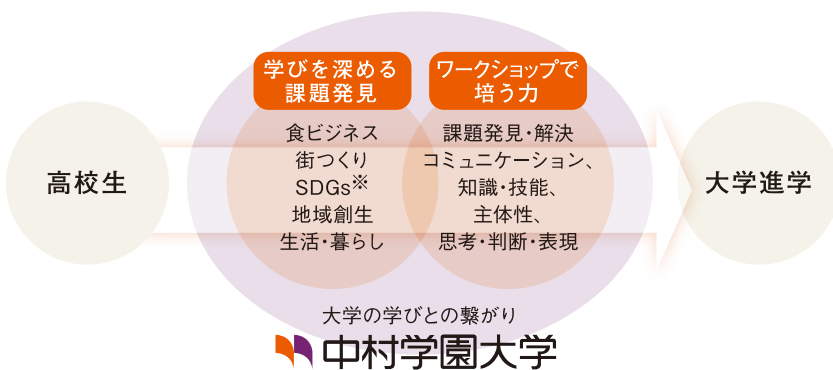 高校生
学びを深める
課題発見
食ビジネス
街つくり
SDGs※
地域創生
生活・暮らし
ワークショップで
培う力
課題発見・解決
コミュニケーション、
知識・技能、
主体性、
思考・判断・表現
大学進学
大学の学びとの繋がり
中村学園大学